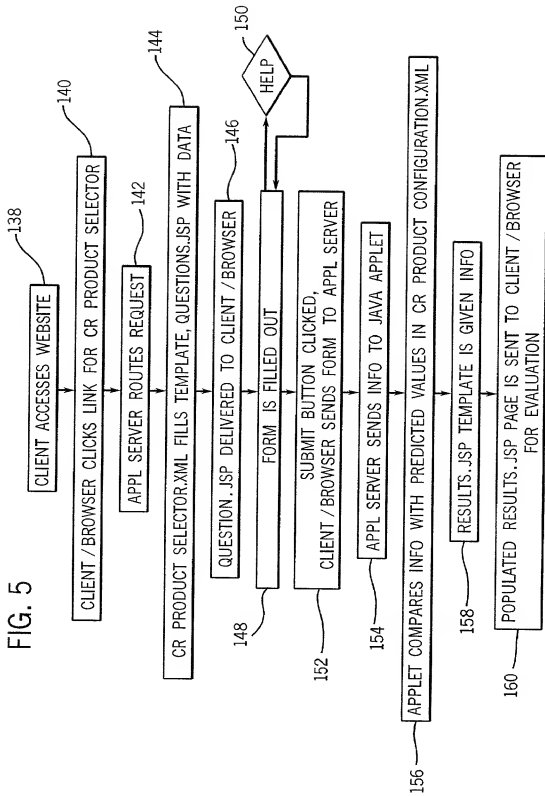 FIG. 5
138
CLIENT ACCESSES WEBSITE
140
CLIENT/BROWSER CLICKS LINK FOR CR PRODUCT SELECTOR
142
APPL SERVER ROUTES REQUEST
144
CR PRODUCT SELECTOR.XML FILLS TEMPLATE, QUESTIONS.JSP WITH DATA
146
QUESTION.JSP DELIVERED TO CLIENT/BROWSER
148
FORM IS FILLED OUT
150
HELP
152
SUBMIT BUTTON CLICKED,
CLIENT/BROWSER SENDS FORM TO APPL SERVER
154
APPL SERVER SENDS INFO TO JAVA APPLET
156
APPLET COMPARES INFO WITH PREDICTED VALUES IN CR PRODUCT CONFIGURATION.XML
158
RESULTS.JSP TEMPLATE IS GIVEN INFO
160
POPULATED RESULTS.JSP PAGE IS SENT TO CLIENT/BROWSER
FOR EVALUATION